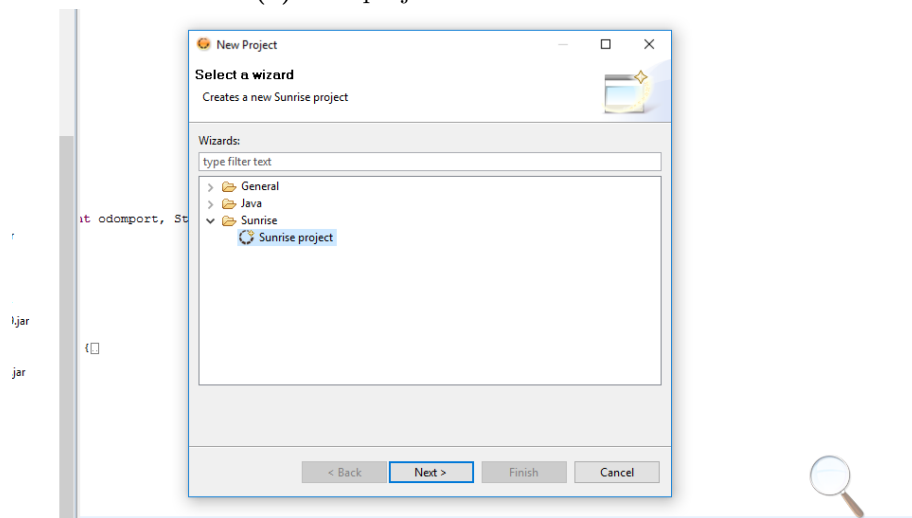 New Project
Select a wizard
Creates a new Sunrise project
Wizards:
type filter text
General
Java
nt odomport, St
Sunrise
Sunrise project
.jar
{
.jar
< Back Next > Finish Cancel